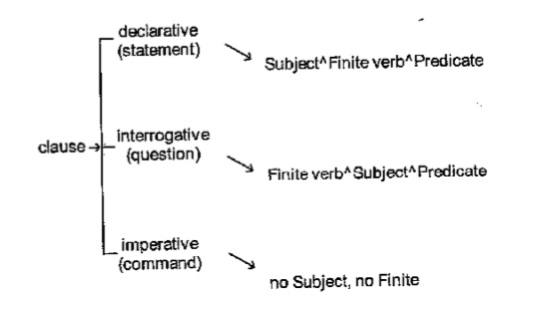 declarative
(statement)
Subject^Finite verb^Predicate
clause
interrogative
(question)
Finite verb^Subject^Predicate
imperative
(command)
no Subject, no Finite